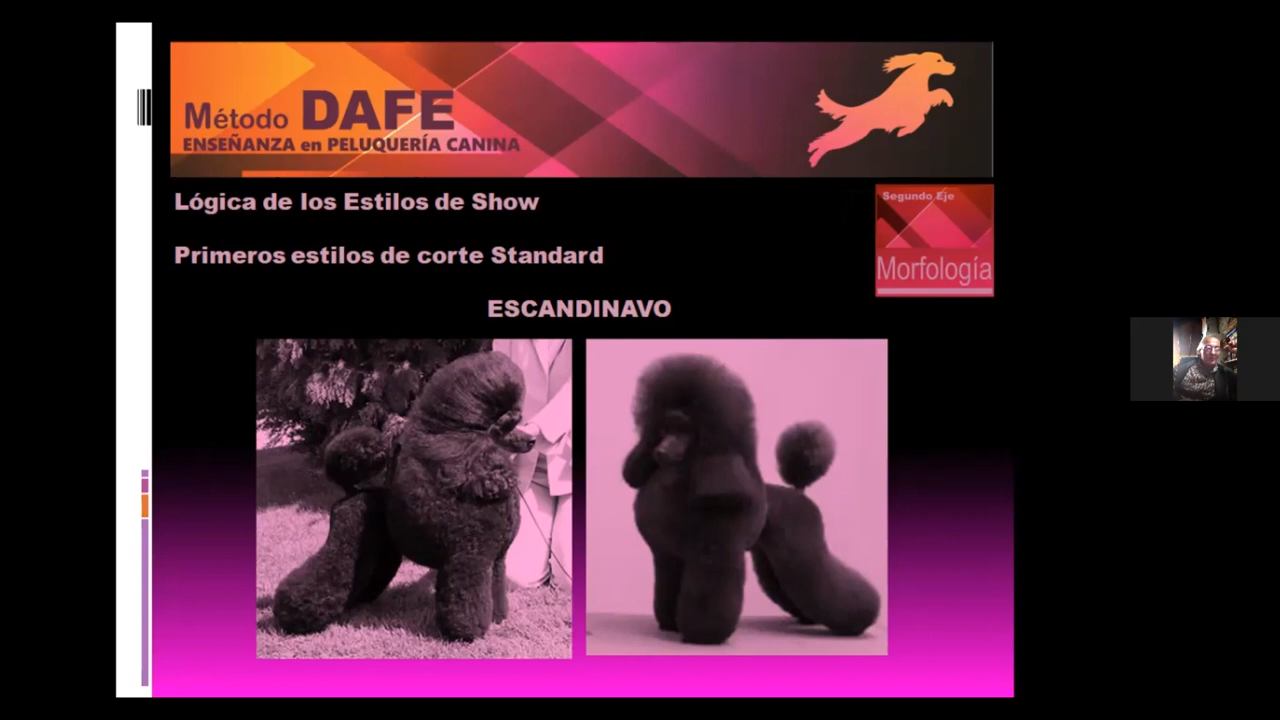 Método DAFE
ENSEÑANZA en PELUQUERÍA CANINA
Lógica de los Estilos de Show
Segundo Eje
Morfología
Primeros estilos de corte Standard
ESCANDINAVO